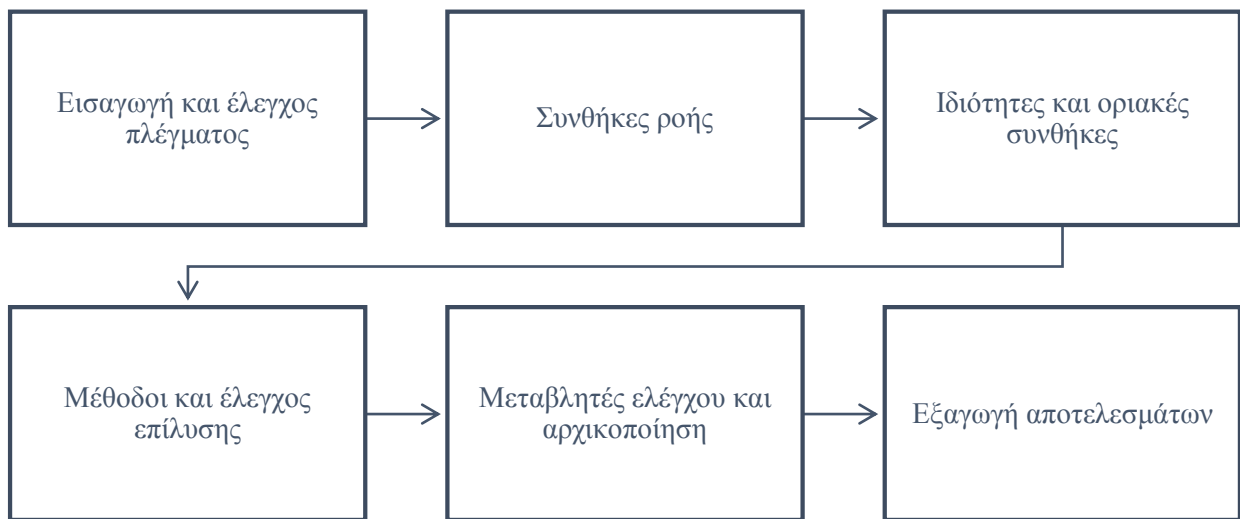 Εισαγωγή και έλεγχος
πλέγματος
Συνθήκες ροής
Ιδιότητες και οριακές
συνθήκες
Μέθοδοι και έλεγχος
επίλυσης
Μεταβλητές ελέγχου και
αρχικοποίηση
Εξαγωγή αποτελεσμάτων